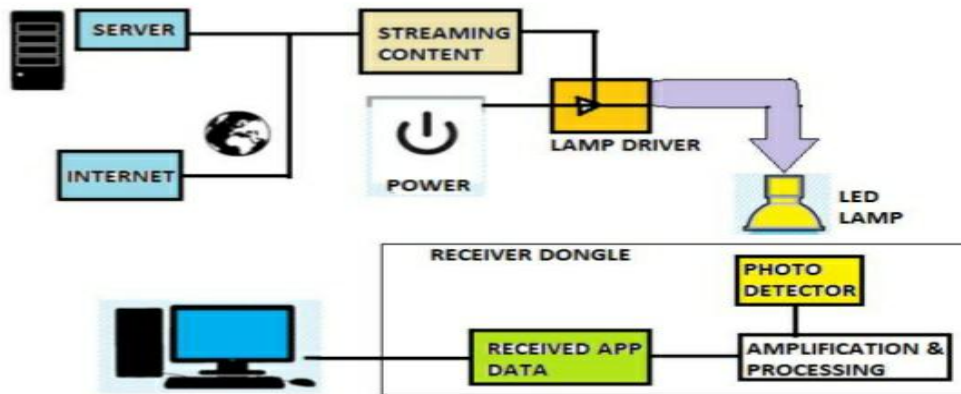 SERVER
STREAMING
CONTENT
LAMP DRIVER
INTERNET
POWER
LED
LAMP
RECEIVER DONGLE
PHOTO
DETECTOR
RECEIVED APP
DATA
AMPLIFICATION &
PROCESSING